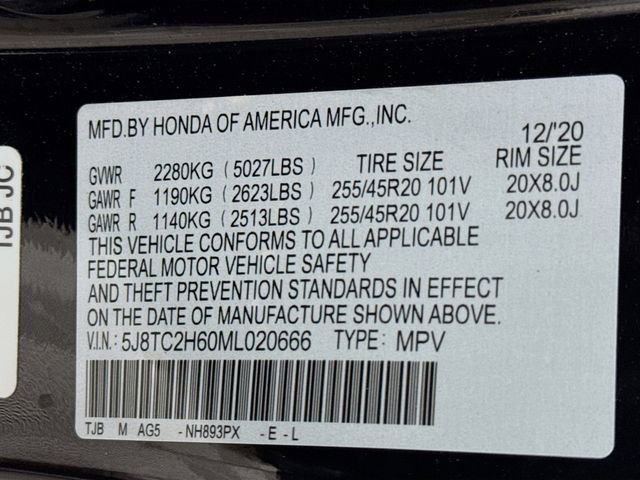 MFD.BY HONDA OF AMERICA MFG.,INC.
12/'20
GVWR 2280KG (5027LBS) TIRE SIZE RIM SIZE
GAWR F 1190KG (2623LBS) 255/45R20 101V 20X8.0J
GAWR R 1140KG (2513LBS) 255/45R20 101V 20X8.0J
THIS VEHICLE CONFORMS TO ALL APPLICABLE
FEDERAL MOTOR VEHICLE SAFETY
AND THEFT PREVENTION STANDARDS IN EFFECT
ON THE DATE OF MANUFACTURE SHOWN ABOVE.
V.I.N.: 5J8TC2H60ML020666 TYPE: MPV
TJB M AG5 -NH893PX -E-L
TJB JC